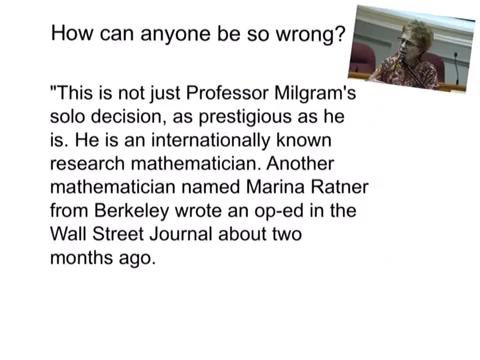 How can anyone be so wrong?
"This is not just Professor Milgram's
solo decision, as prestigious as he
is. He is an internationally known
research mathematician. Another
mathematician named Marina Ratner
from Berkeley wrote an op-ed in the
Wall Street Journal about two
months ago.